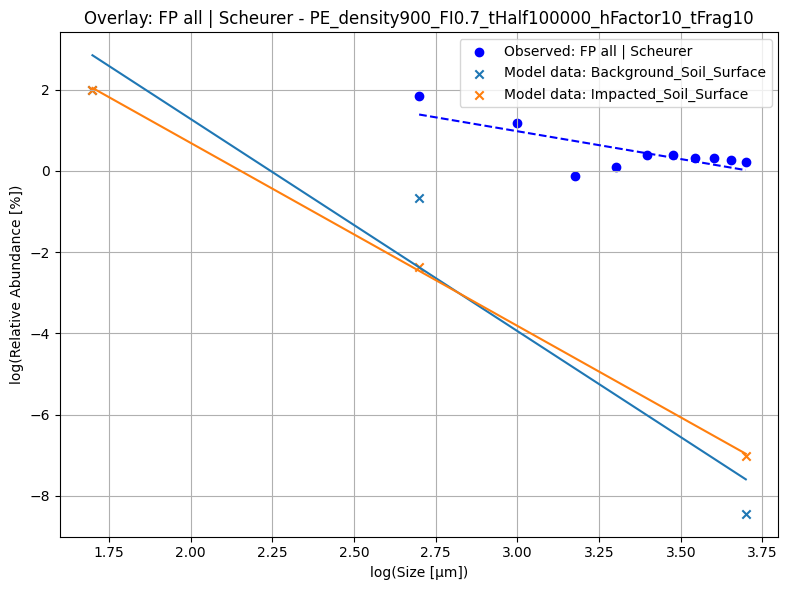 Overlay: FP all | Scheurer - PE_density900_FI0.7_tHalf100000_hFactor10_tFrag10
Observed: FP all | Scheurer
Model data: Background_Soil_Surface
Model data: Impacted_Soil_Surface
log(Relative Abundance [%])
2
0
−2
−4
−6
−8
1.75 2.00 2.25 2.50 2.75 3.00 3.25 3.50 3.75
log(Size [µm])